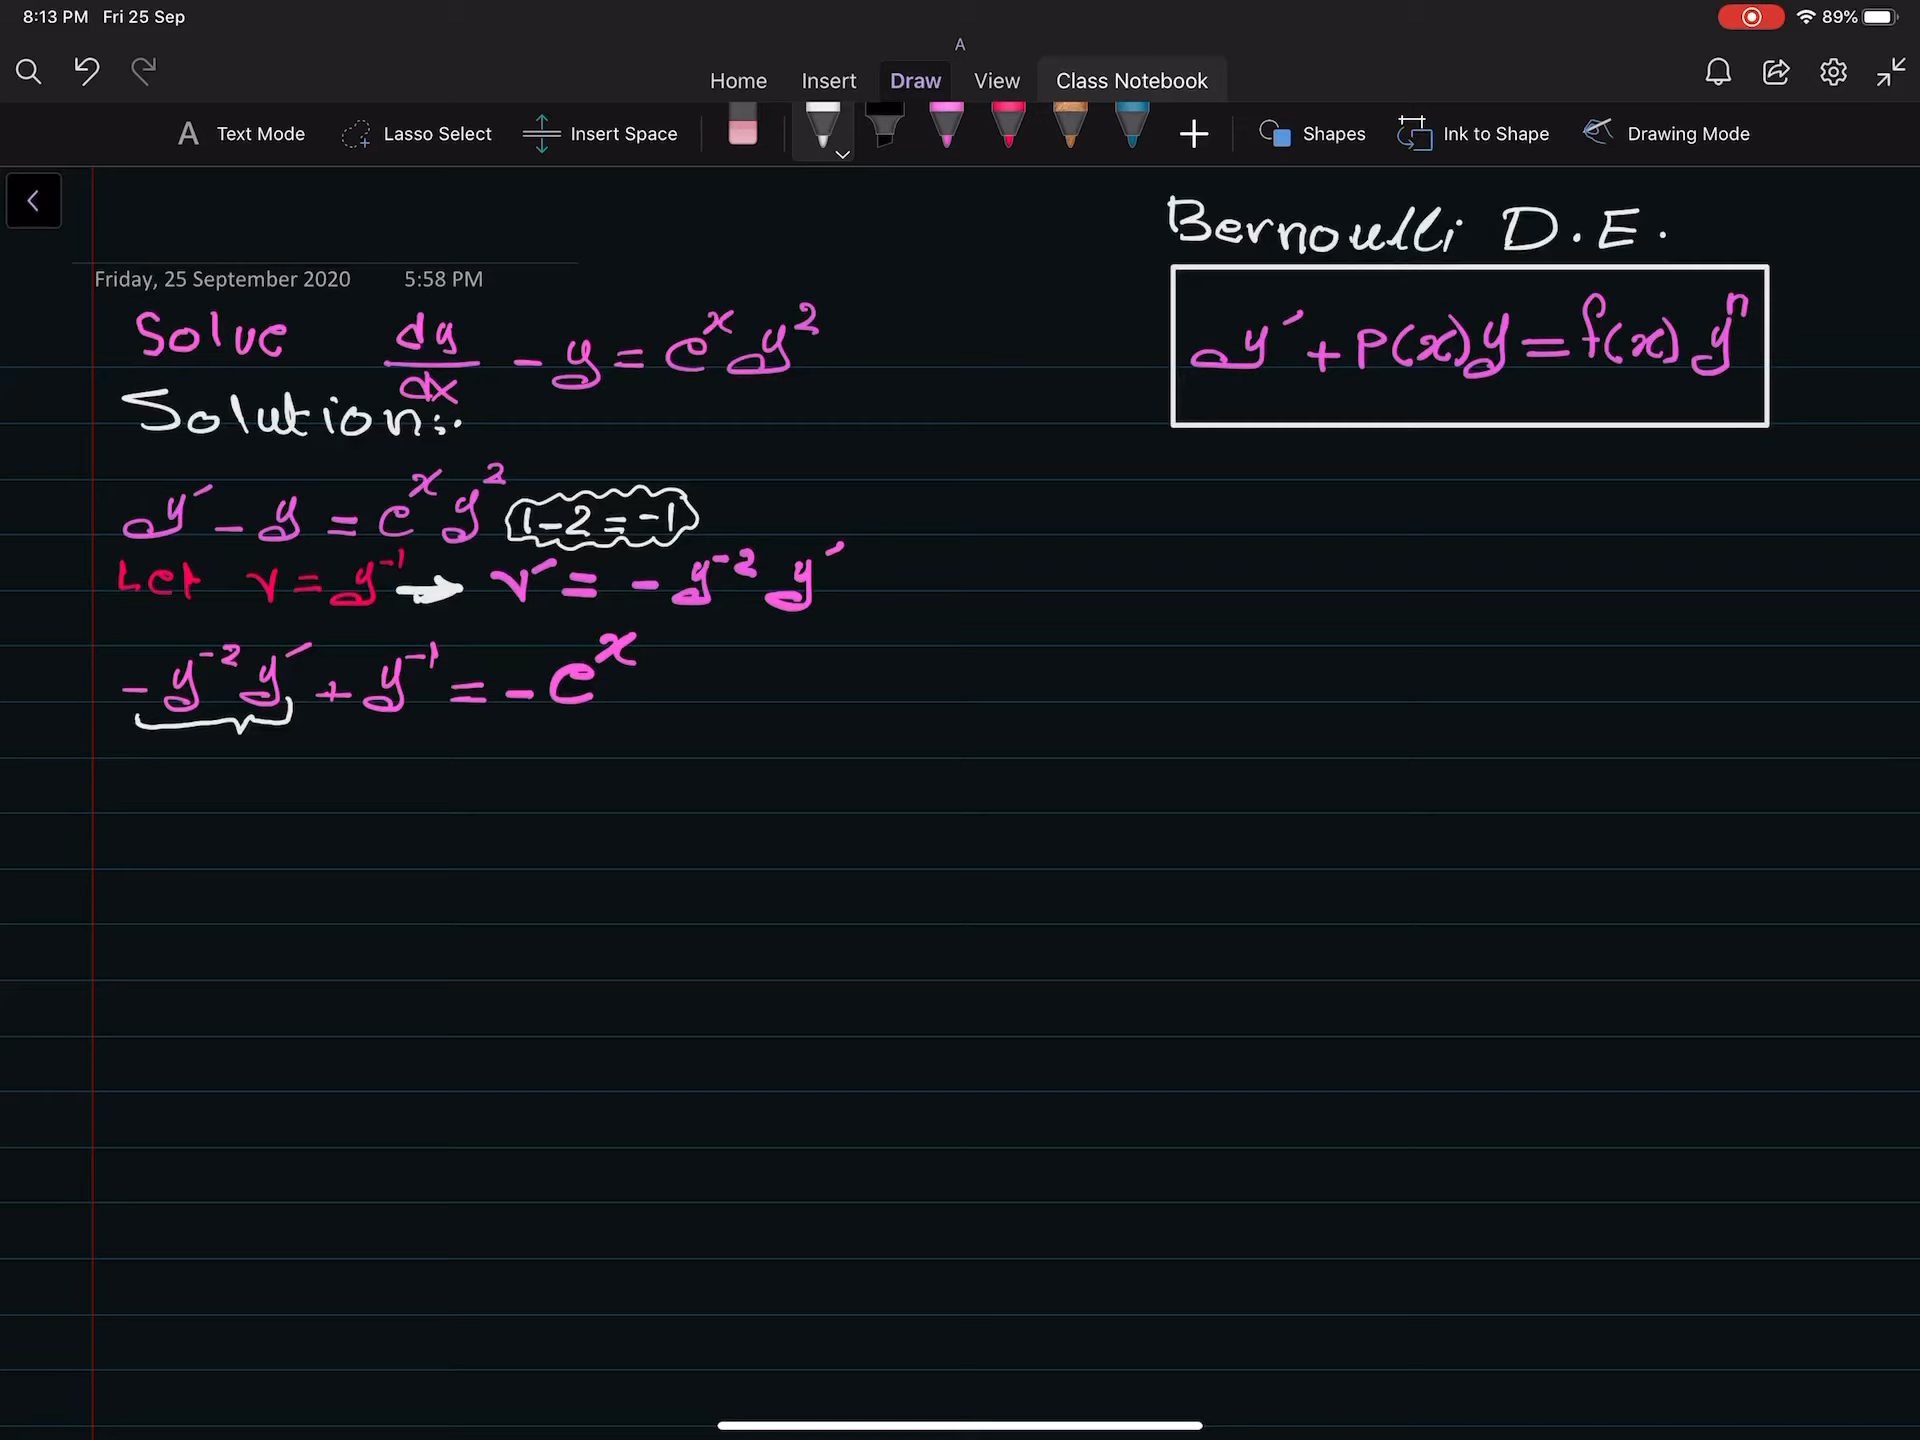 8:13 PM Fri 25 Sep 89%
A
Home Insert Draw View Class Notebook
A Text Mode Lasso Select Insert Space Shapes Ink to Shape Drawing Mode
Bernoulli D.E.
y′ + P(x)y = f(x) yⁿ
Friday, 25 September 2020 5:58 PM
Solve dy/dx - y = eˣ y²
Solution:.
y′ - y = eˣ y² 1-2=-1
Let v = y⁻¹ → v′ = - y⁻² y′
- y⁻² y′ + y⁻¹ = - eˣ